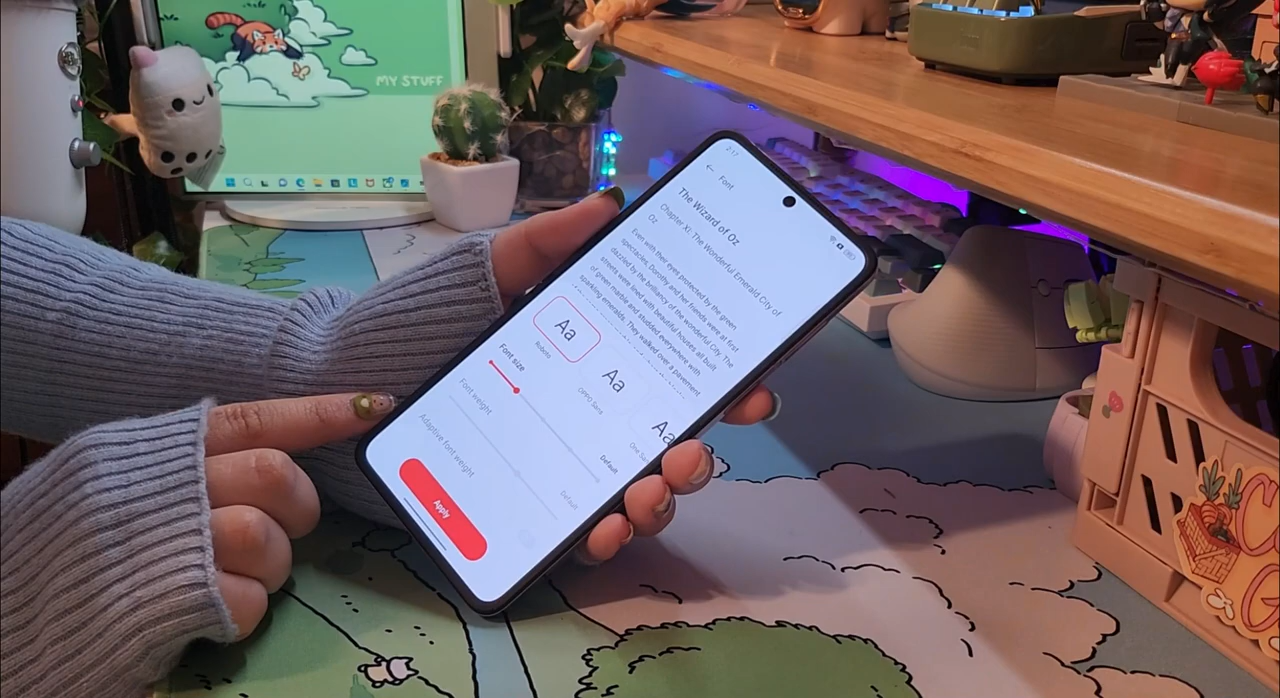 MY STUFF
2:17
Font
The Wizard of Oz
Chapter XI: The Wonderful Emerald City of
Oz
Even with their eyes protected by the green
spectacles, Dorothy and her friends were at first
dazzled by the brilliancy of the wonderful City. The
streets were lined with beautiful houses all built
of green marble and studded everywhere with
sparkling emeralds. They walked over a pavement
Aa
Aa
Aa
Roboto
OPPO Sans
One Sa
Font size
Default
Font weight
Default
Adaptive font weight
Apply